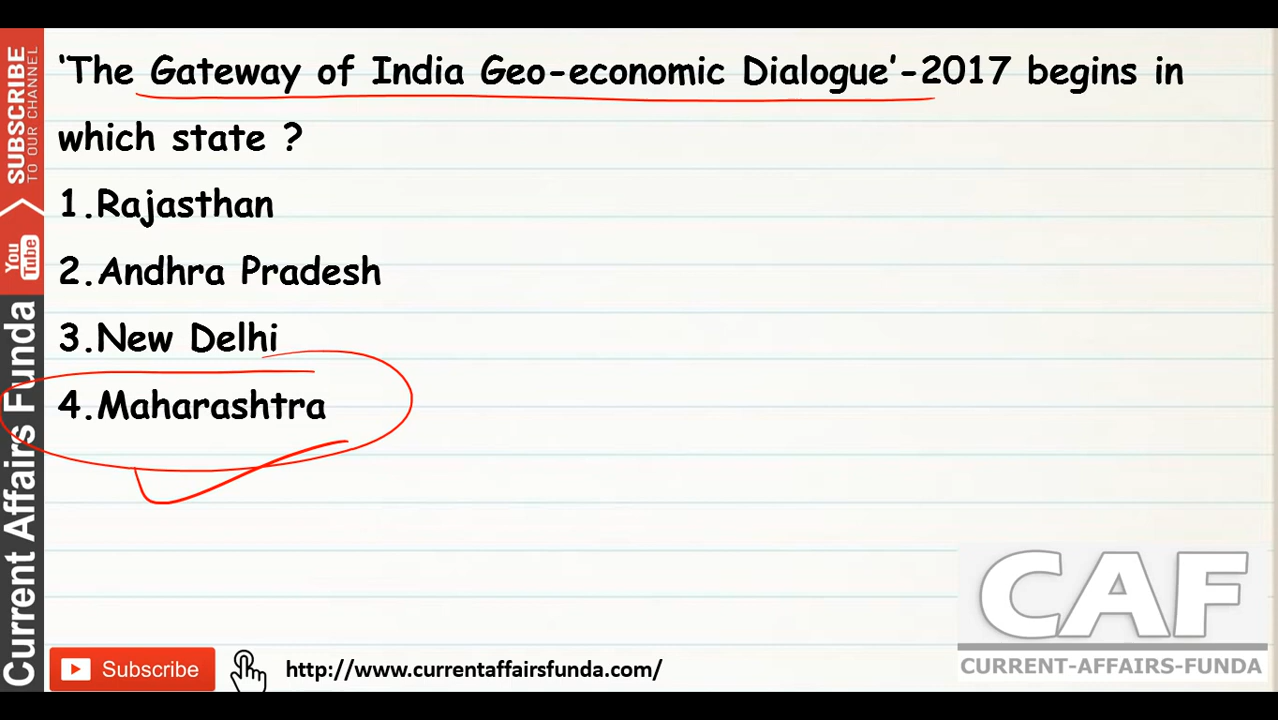 ‘The Gateway of India Geo-economic Dialogue’-2017 begins in
which state ?
1.Rajasthan
2.Andhra Pradesh
3.New Delhi
4.Maharashtra
SUBSCRIBE
TO OUR CHANNEL
You
Tube
Current Affairs Funda
CAF
CURRENT-AFFAIRS-FUNDA
Subscribe
http://www.currentaffairsfunda.com/